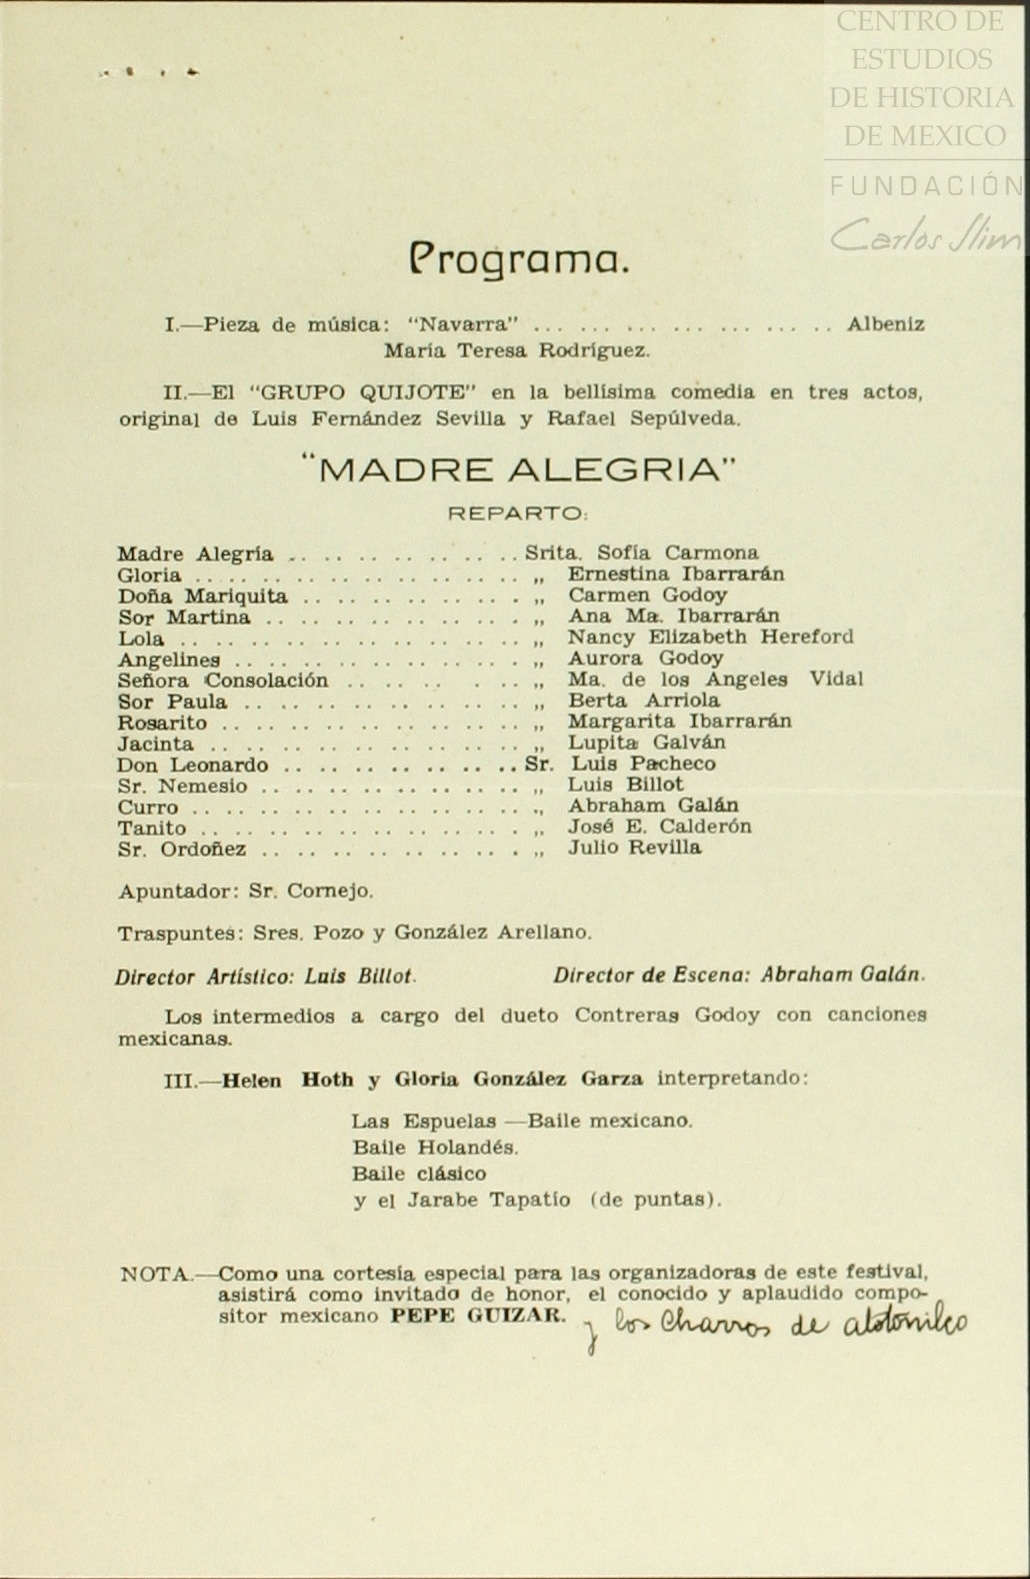 CENTRO DE
ESTUDIOS
DE HISTORIA
DE MEXICO
FUNDACIÓN
Carlos Slim
Programa.
I.—Pieza de música: "Navarra" ... ... ... ... ... ... .. Albeniz
María Teresa Rodríguez.
II.—El "GRUPO QUIJOTE" en la bellísima comedia en tres actos,
original de Luis Fernández Sevilla y Rafael Sepúlveda.
"MADRE ALEGRIA"
REPARTO:
Madre Alegría .. .. .. .. .. .. .. Srita. Sofía Carmona
Gloria .. .. .. .. .. .. .. .. .. „ Ernestina Ibarrarán
Doña Mariquita .. .. .. .. .. .. . „ Carmen Godoy
Sor Martina .. .. .. .. .. .. .. . „ Ana Ma. Ibarrarán
Lola .. .. .. .. .. .. .. .. .. .. „ Nancy Elizabeth Hereford
Angelines .. .. .. .. .. .. .. .. „ Aurora Godoy
Señora Consolación .. .. .. . .. .. „ Ma. de los Angeles Vidal
Sor Paula .. .. .. .. .. .. .. .. „ Berta Arriola
Rosarito .. .. .. .. .. .. .. .. „ Margarita Ibarrarán
Jacinta .. .. .. .. .. .. .. .. .. „ Lupita Galván
Don Leonardo .. .. .. .. .. .. .. Sr. Luis Pacheco
Sr. Nemesio .. .. .. .. .. .. .. . „ Luis Billot
Curro .. .. .. .. .. .. .. .. .. „ Abraham Galán
Tanito .. .. .. .. .. .. .. .. .. „ José E. Calderón
Sr. Ordoñez .. .. .. .. .. .. .. . „ Julio Revilla
Apuntador: Sr. Cornejo.
Traspuntes: Sres. Pozo y González Arellano.
Director Artístico: Luis Billot. Director de Escena: Abraham Galán.
Los intermedios a cargo del dueto Contreras Godoy con canciones
mexicanas.
III.—Helen Hoth y Gloria González Garza interpretando:
Las Espuelas —Baile mexicano.
Baile Holandés.
Baile clásico
y el Jarabe Tapatío (de puntas).
NOTA.—Como una cortesía especial para las organizadoras de este festival,
asistirá como invitado de honor, el conocido y aplaudido compo-
sitor mexicano PEPE GUIZAR. y los Charros de atotonilco